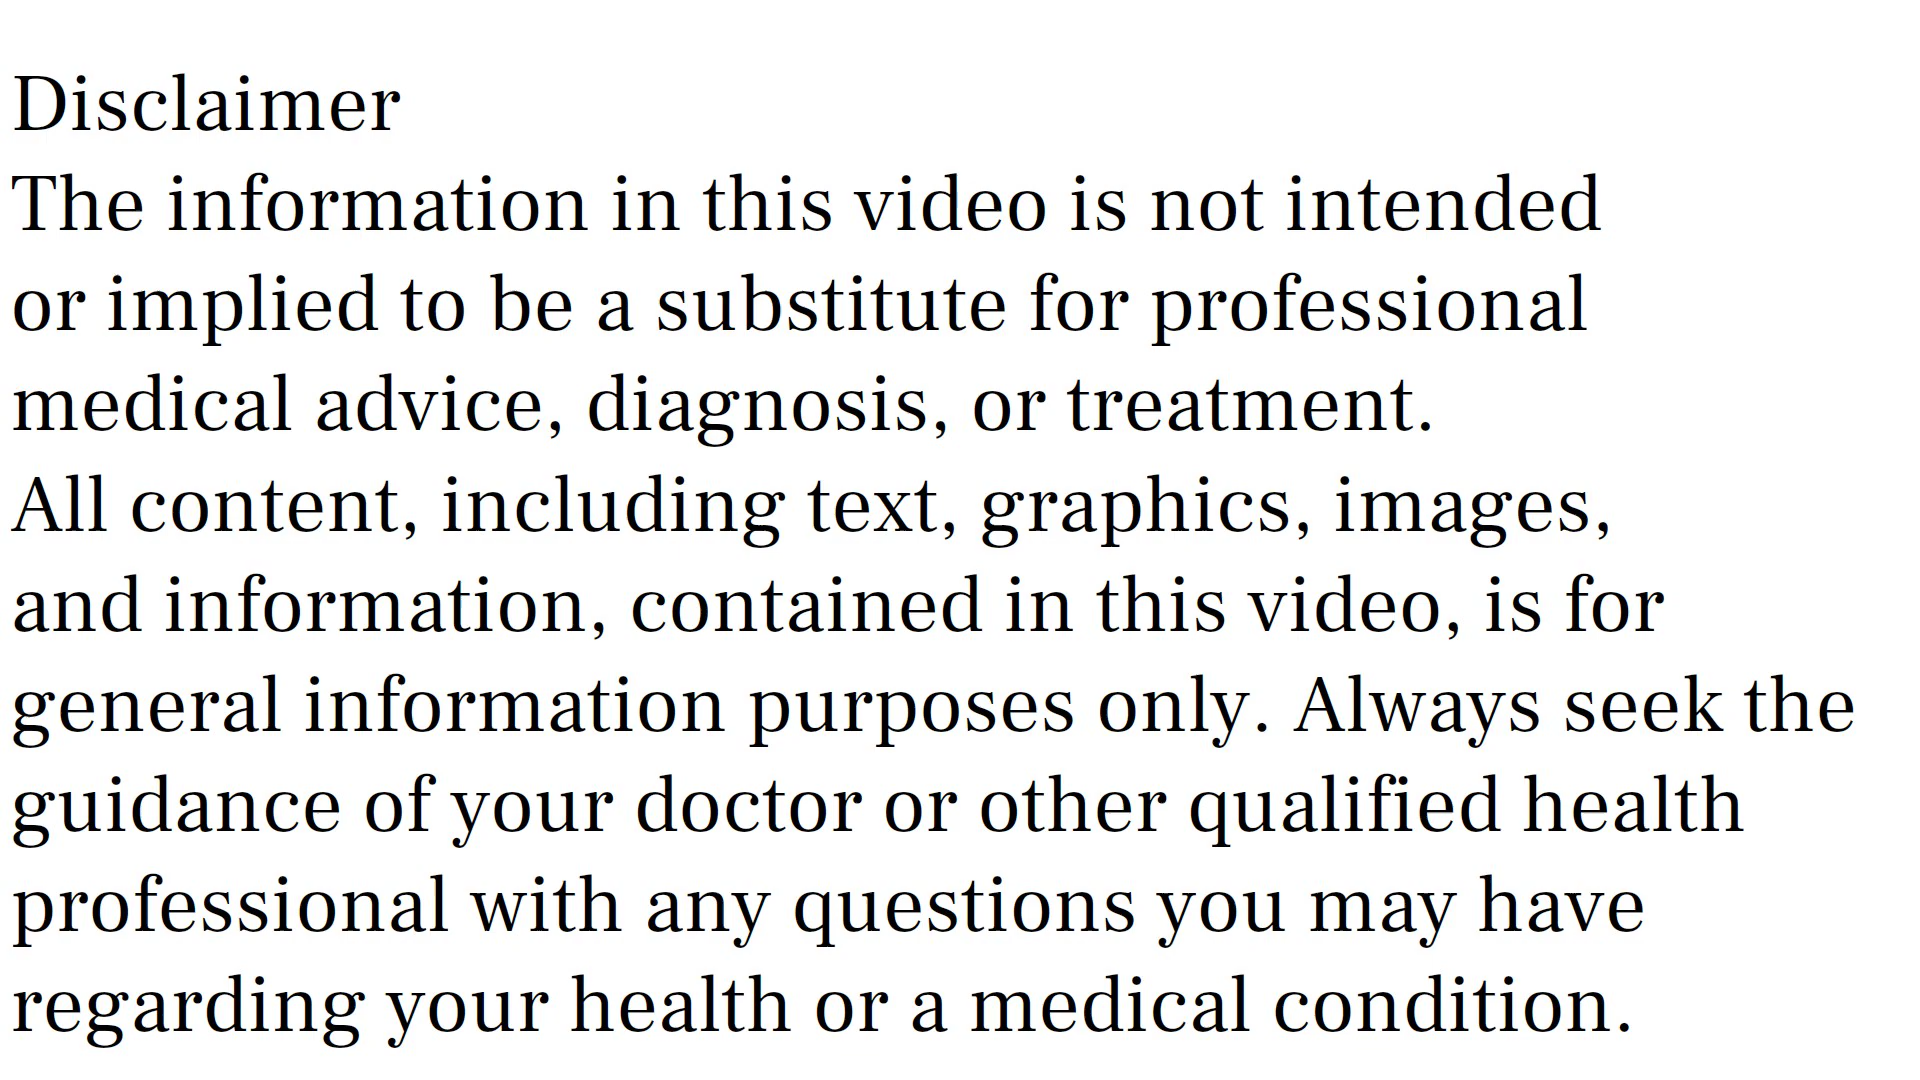 Disclaimer
The information in this video is not intended
or implied to be a substitute for professional
medical advice, diagnosis, or treatment.
All content, including text, graphics, images,
and information, contained in this video, is for
general information purposes only. Always seek the
guidance of your doctor or other qualified health
professional with any questions you may have
regarding your health or a medical condition.